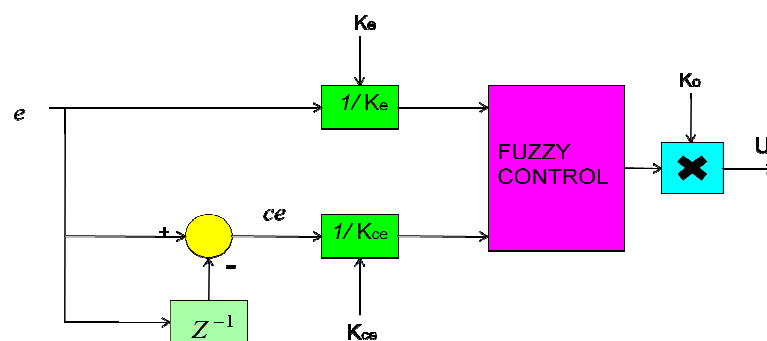 Ke
e
1/Ke
Ko
FUZZY
CONTROL
U
+
ce
1/Kce
-
Z⁻¹
Kce